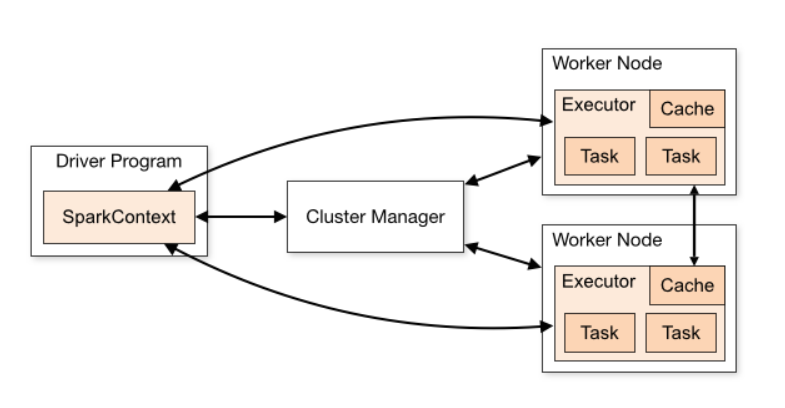 Driver Program
SparkContext
Cluster Manager
Worker Node
Executor
Cache
Task
Task
Worker Node
Executor
Cache
Task
Task